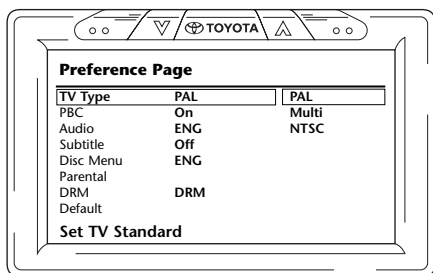 TOYOTA
Preference Page
TV Type PAL PAL
PBC On Multi
Audio ENG NTSC
Subtitle Off
Disc Menu ENG
Parental
DRM DRM
Default
Set TV Standard